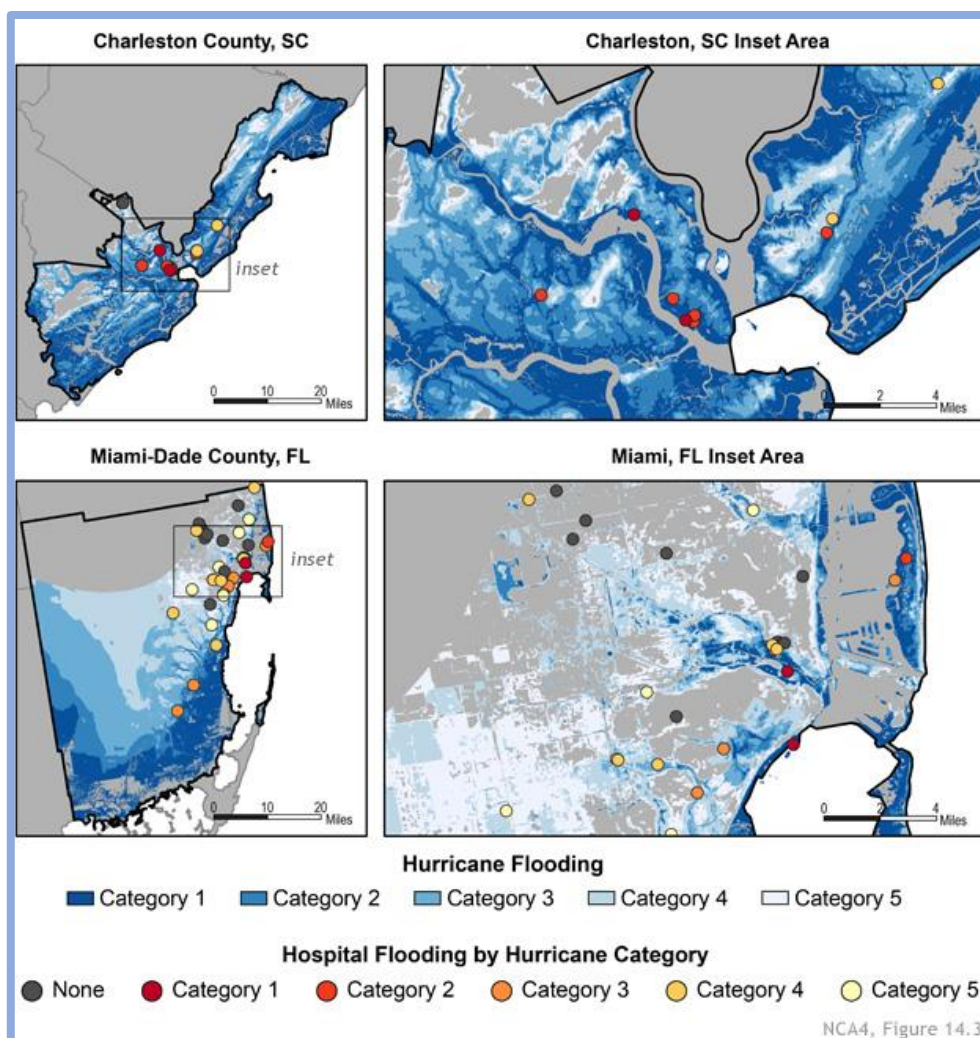 Charleston County, SC
Charleston, SC Inset Area
inset
0 10 20
Miles
0 2 4
Miles
Miami-Dade County, FL
Miami, FL Inset Area
inset
0 10 20
Miles
0 2 4
Miles
Hurricane Flooding
Category 1 Category 2 Category 3 Category 4 Category 5
Hospital Flooding by Hurricane Category
None Category 1 Category 2 Category 3 Category 4 Category 5
NCA4, Figure 14.3